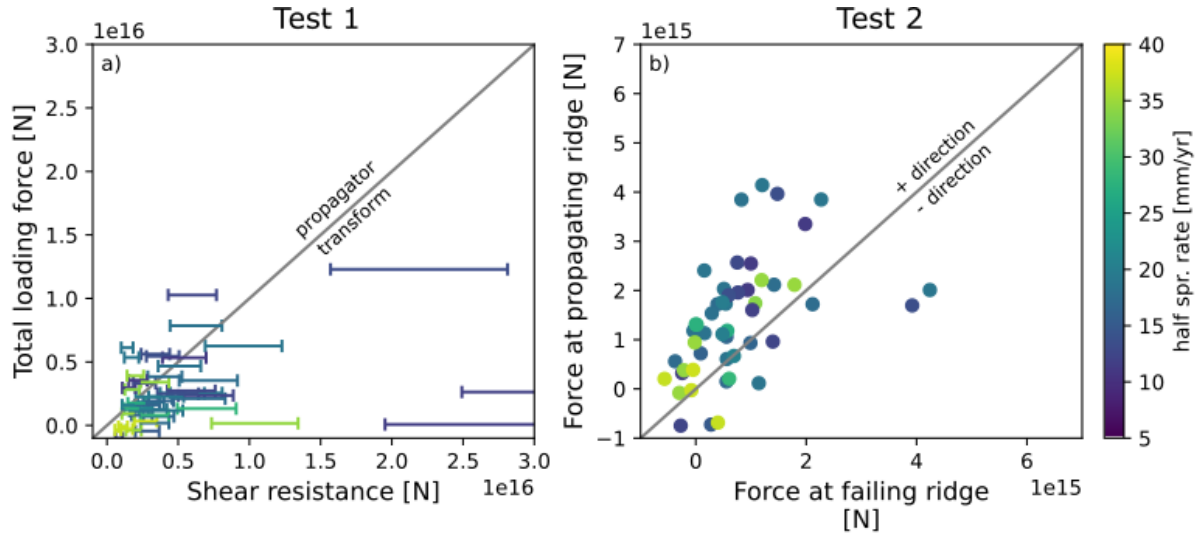 Test 1
1e16
a)
3.0
2.5
2.0
1.5
1.0
0.5
0.0
Total loading force [N]
propagator
transform
0.0 0.5 1.0 1.5 2.0 2.5 3.0
1e16
Shear resistance [N]
Test 2
1e15
b)
7
6
5
4
3
2
1
0
−1
Force at propagating ridge [N]
+ direction
- direction
0 2 4 6
1e15
Force at failing ridge
[N]
40
35
30
25
20
15
10
5
half spr. rate [mm/yr]